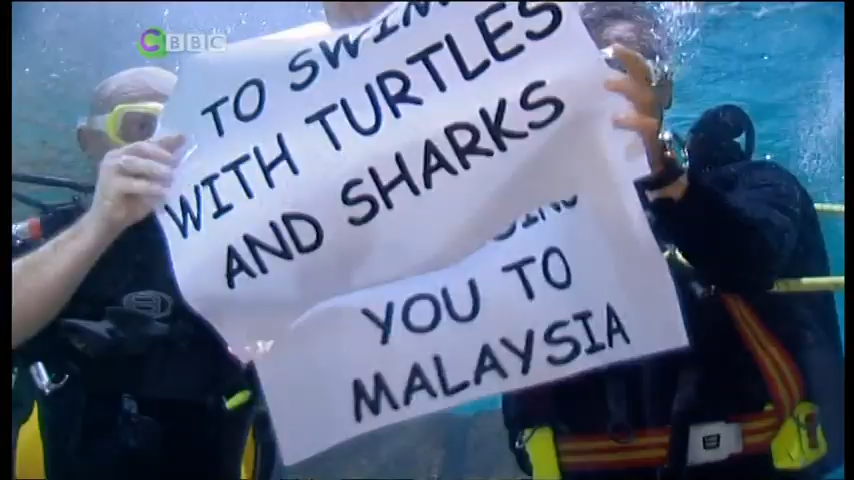 CBBC
TO SWIM
WITH TURTLES
AND SHARKS
YOU TO
MALAYSIA